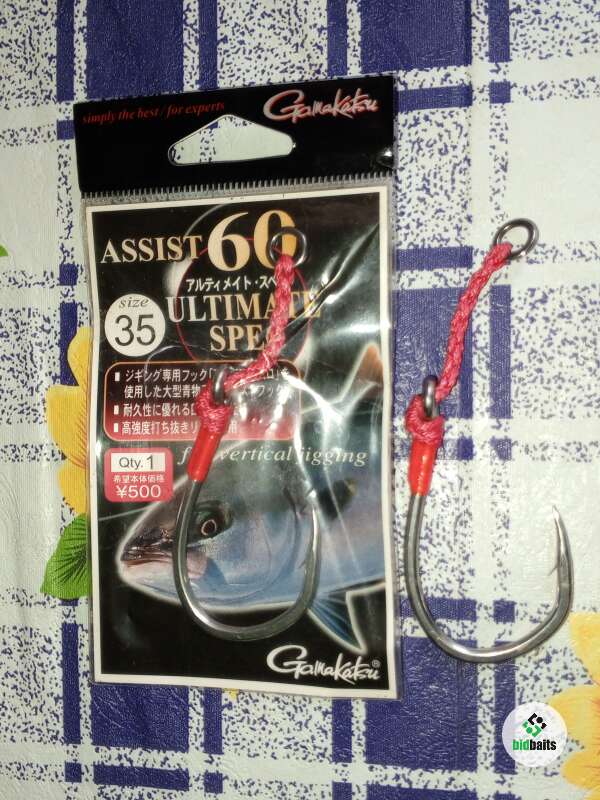 simply the best / for experts
Gamakatsu
ASSIST 60
アルティメイト・スペ
ULTIMATE
SPEC
size
35
■ ジギング専用フック
使用した大型青物
■ 耐久性に優れる
■ 高強度打ち抜きリ
Qty. 1
希望本体価格
¥500
for vertical jigging
Gamakatsu®
bidbaits